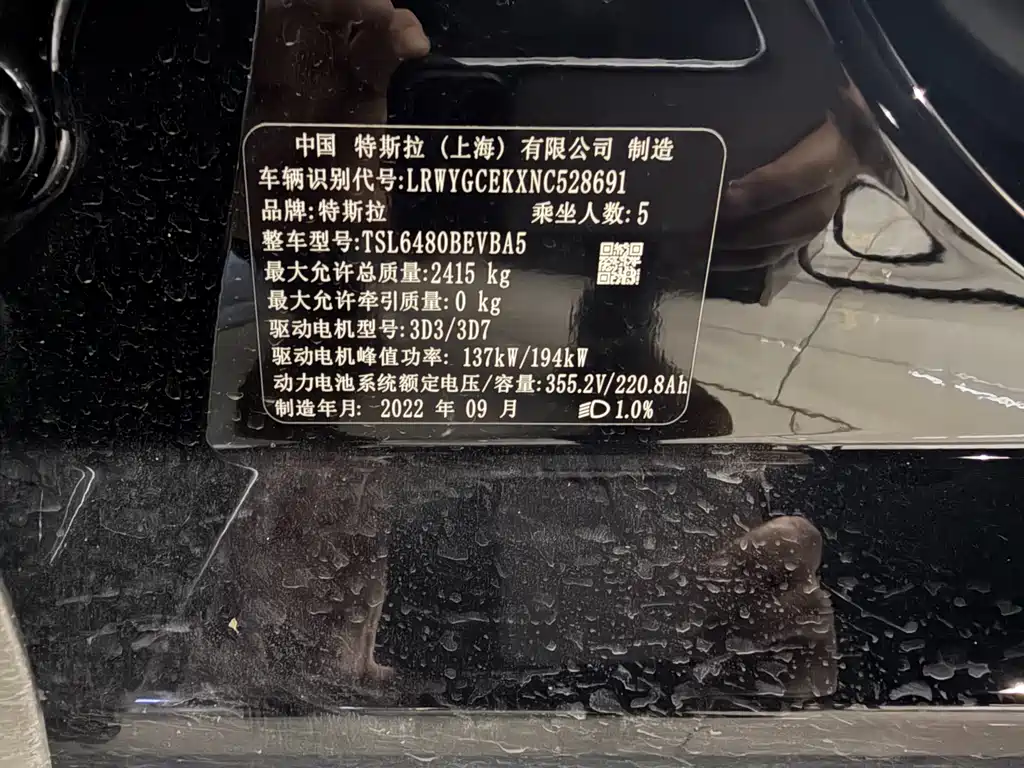 中国 特斯拉 (上海) 有限公司 制造
车辆识别代号:LRWYGCEKXNC528691
品牌:特斯拉 乘坐人数:5
整车型号:TSL6480BEVBA5
最大允许总质量:2415 kg
最大允许牵引质量:0 kg
驱动电机型号:3D3/3D7
驱动电机峰值功率: 137kW/194kW
动力电池系统额定电压/容量:355.2V/220.8Ah
制造年月: 2022 年 09 月 1.0%